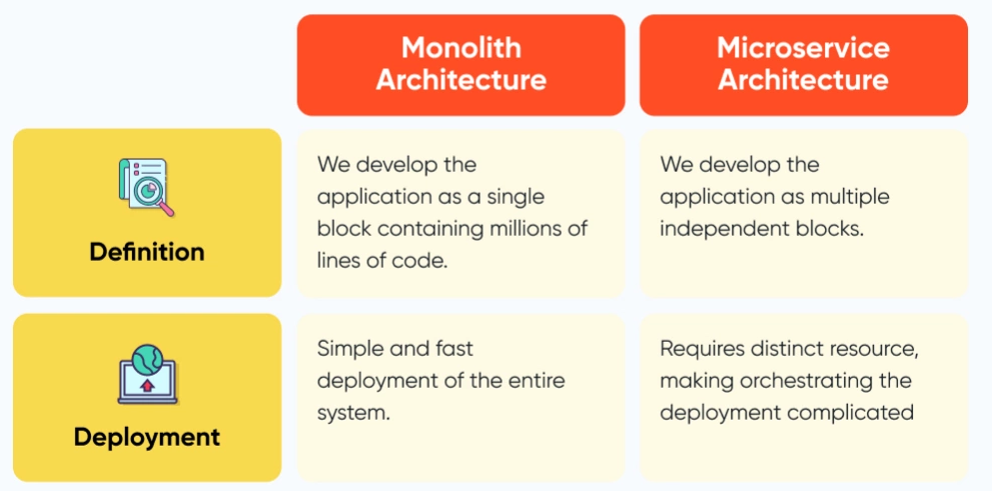 Monolith
Architecture
Microservice
Architecture
Definition
We develop the
application as a single
block containing millions of
lines of code.
We develop the
application as multiple
independent blocks.
Deployment
Simple and fast
deployment of the entire
system.
Requires distinct resource,
making orchestrating the
deployment complicated